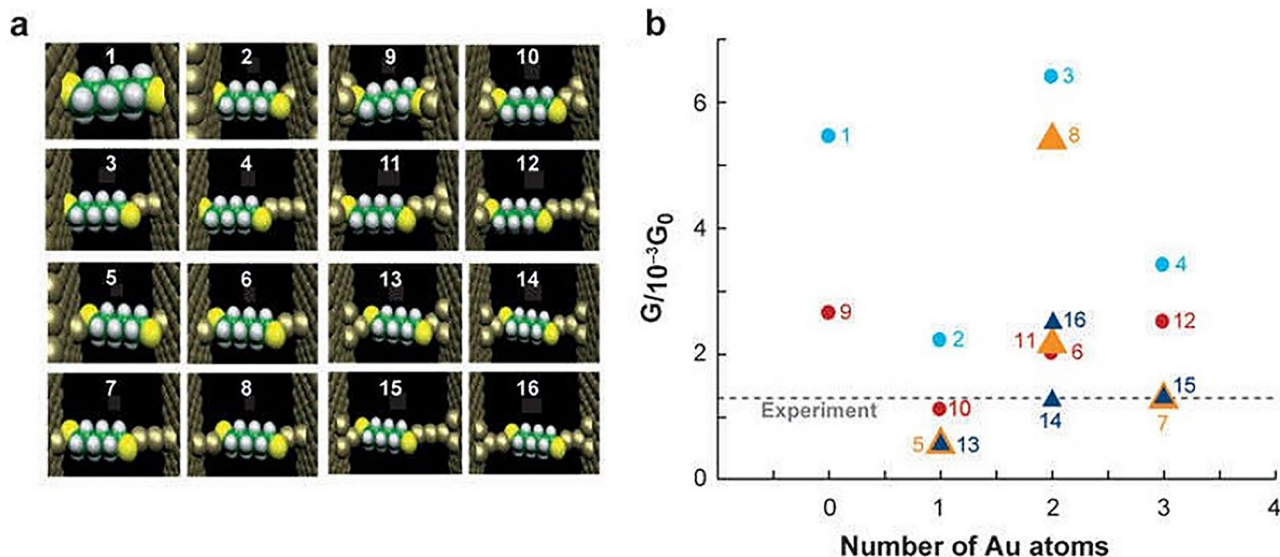 a
1 2 9 10
3 4 11 12
5 6 13 14
7 8 15 16
b
G/10⁻³G₀
6
4
2
0
3
8
1
4
16
12
9
11
6
2
15
Experiment
10
14
7
5
13
0 1 2 3 4
Number of Au atoms